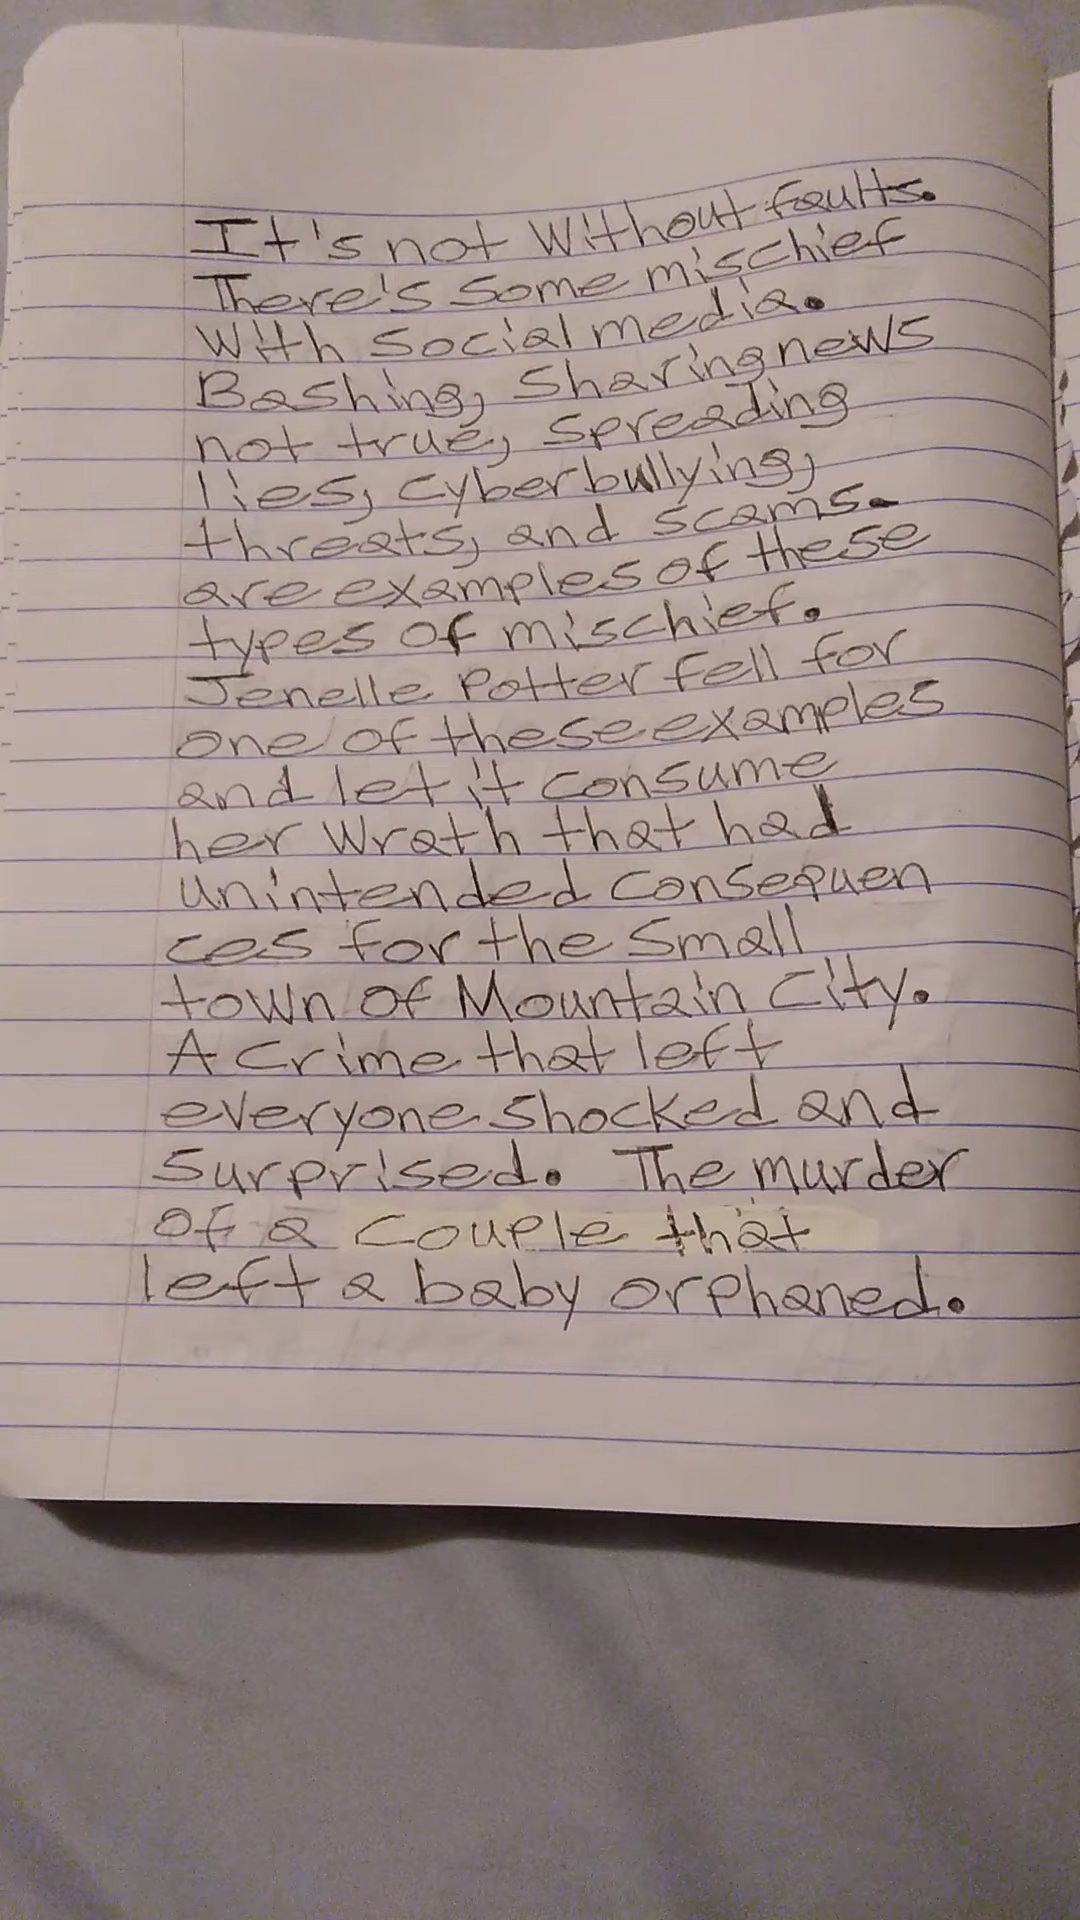 It's not without faults.
There's some mischief
with social media.
Bashing, sharing news
not true, spreading
lies, cyberbullying,
threats, and scams.
are examples of these
types of mischief.
Jenelle Potter fell for
one of these examples
and let it consume
her wrath that had
unintended consequen
ces for the small
town of Mountain City.
A crime that left
everyone shocked and
surprised. The murder
of a couple that
left a baby orphaned.